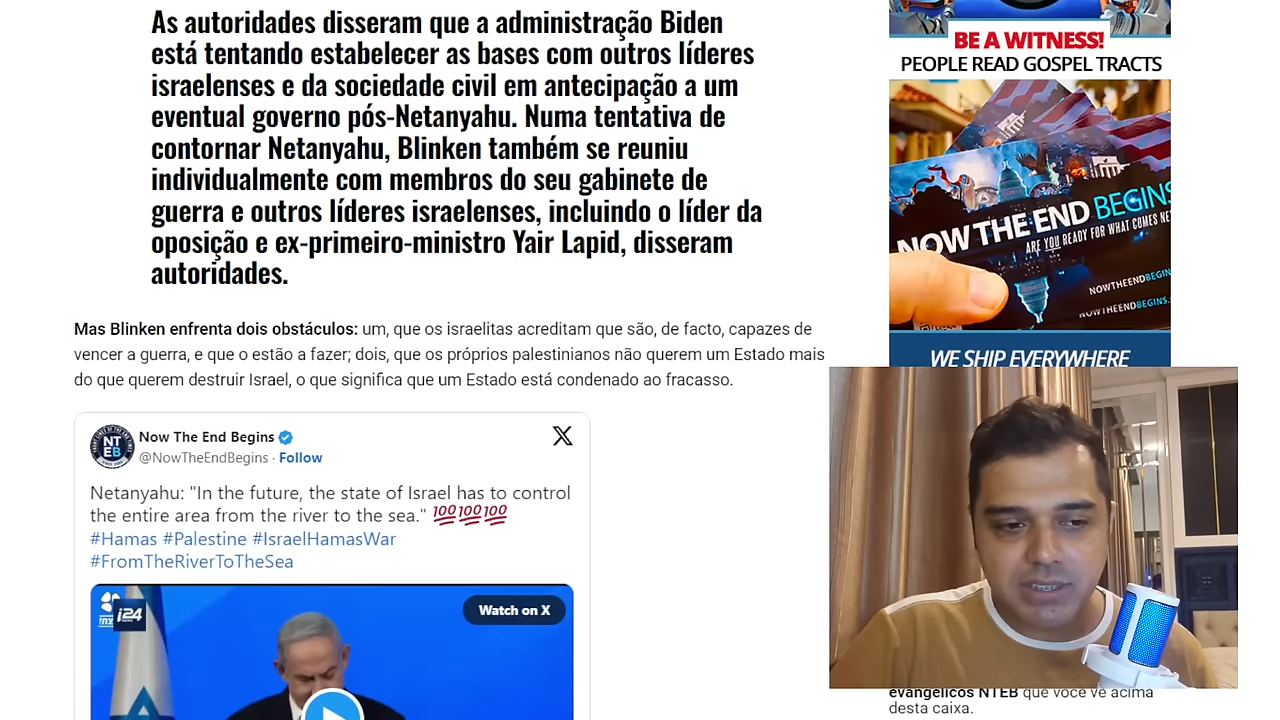 As autoridades disseram que a administração Biden
está tentando estabelecer as bases com outros líderes
israelenses e da sociedade civil em antecipação a um
eventual governo pós-Netanyahu. Numa tentativa de
contornar Netanyahu, Blinken também se reuniu
individualmente com membros do seu gabinete de
guerra e outros líderes israelenses, incluindo o líder da
oposição e ex-primeiro-ministro Yair Lapid, disseram
autoridades.
Mas Blinken enfrenta dois obstáculos: um, que os israelitas acreditam que são, de facto, capazes de
vencer a guerra, e que o estão a fazer; dois, que os próprios palestinianos não querem um Estado mais
do que querem destruir Israel, o que significa que um Estado está condenado ao fracasso.
NT
EB
Now The End Begins
@NowTheEndBegins · Follow
Netanyahu: "In the future, the state of Israel has to control
the entire area from the river to the sea." 💯💯💯
#Hamas #Palestine #IsraelHamasWar
#FromTheRiverToTheSea
i24
Watch on X
BE A WITNESS!
PEOPLE READ GOSPEL TRACTS
NOW THE END BEGINS
ARE YOU READY FOR WHAT COMES NE
NOWTHEENDBEGIN
NOWTHEENDBEGINS.
WE SHIP EVERYWHERE
evangélicos NTEB que você vê acima
desta caixa.